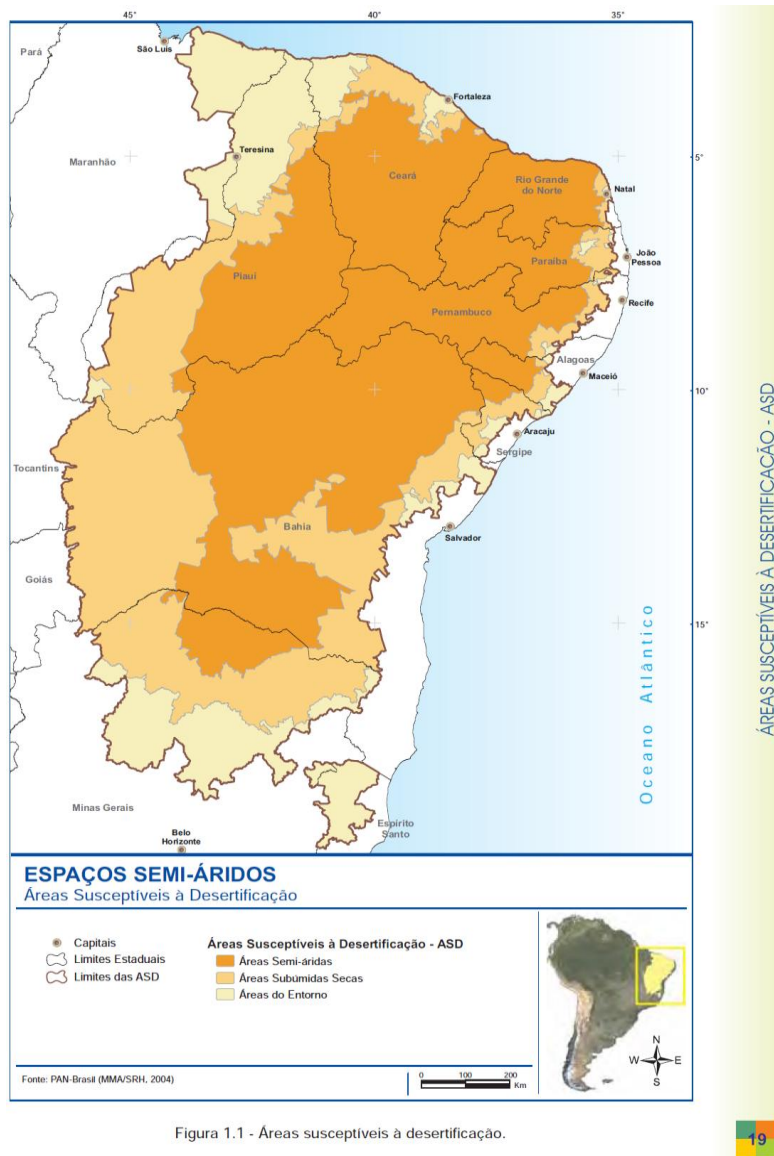 45°
40°
35°
Pará
São Luis
Fortaleza
Teresina
Maranhão
5°
Ceará
Rio Grande
do Norte
Natal
João
Pessoa
Paraíba
Piaui
Recife
Pernambuco
Alagoas
Maceió
10°
Aracaju
Sergipe
Tocantins
Bahia
Salvador
Goiás
15°
Oceano Atlântico
Minas Gerais
Belo
Horizonte
Espírito
Santo
ESPAÇOS SEMI-ÁRIDOS
Áreas Susceptíveis à Desertificação
Capitais
Limites Estaduais
Limites das ASD
Áreas Susceptíveis à Desertificação - ASD
Áreas Semi-áridas
Áreas Subúmidas Secas
Áreas do Entorno
N
W
E
S
Fonte: PAN-Brasil (MMA/SRH, 2004)
0 100 200
Km
Figura 1.1 - Áreas susceptíveis à desertificação.
ÁREAS SUSCEPTÍVEIS À DESERTIFICAÇÃO - ASD
19